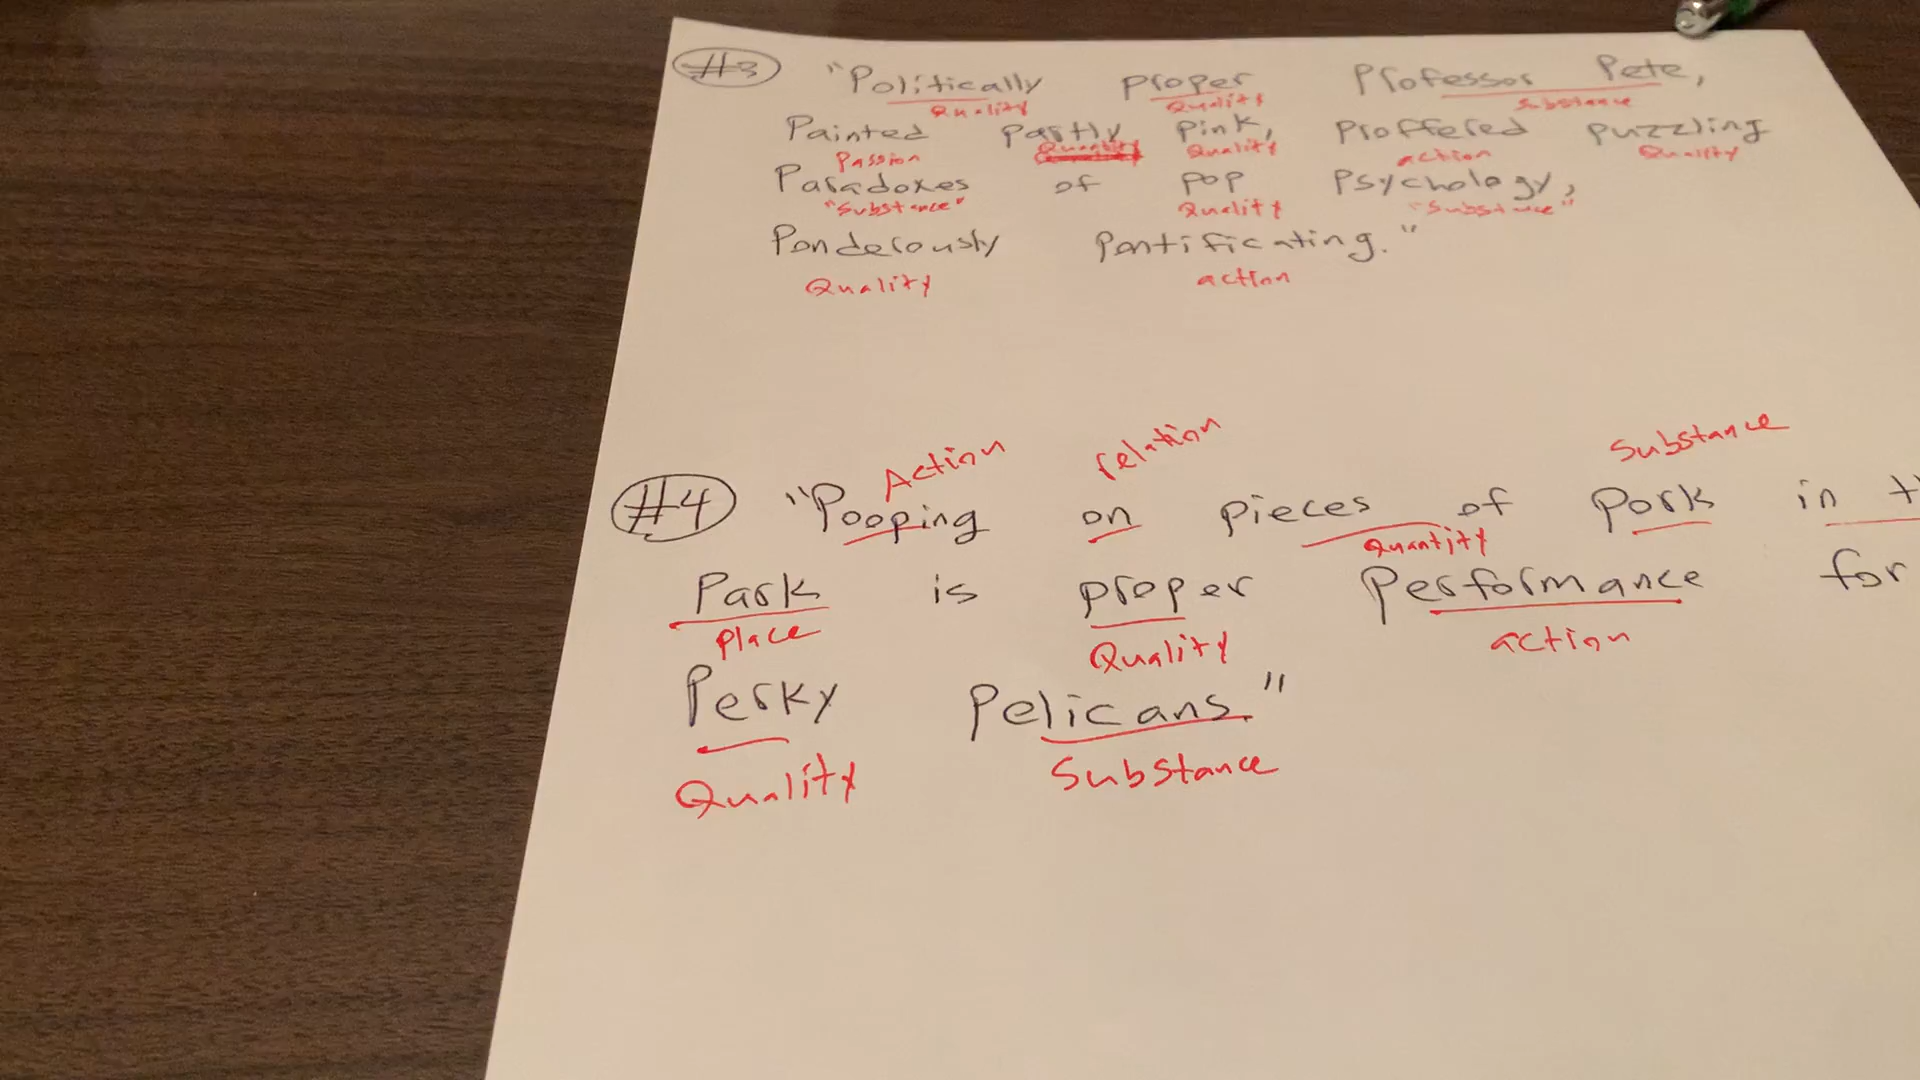 #3 "Politically proper Professor Pete,
Quality Quality Substance
Painted partly pink, Proffered puzzling
Passion Quantity Quality action Quality
Paradoxes of pop Psychology,
"Substance" Quality "Substance"
Ponderously pontificating."
Quality action
Action relation Substance
#4 "Pooping on pieces of pork in
Quantity
Park is proper performance for
place Quality action
Perky Pelicans."
Quality Substance